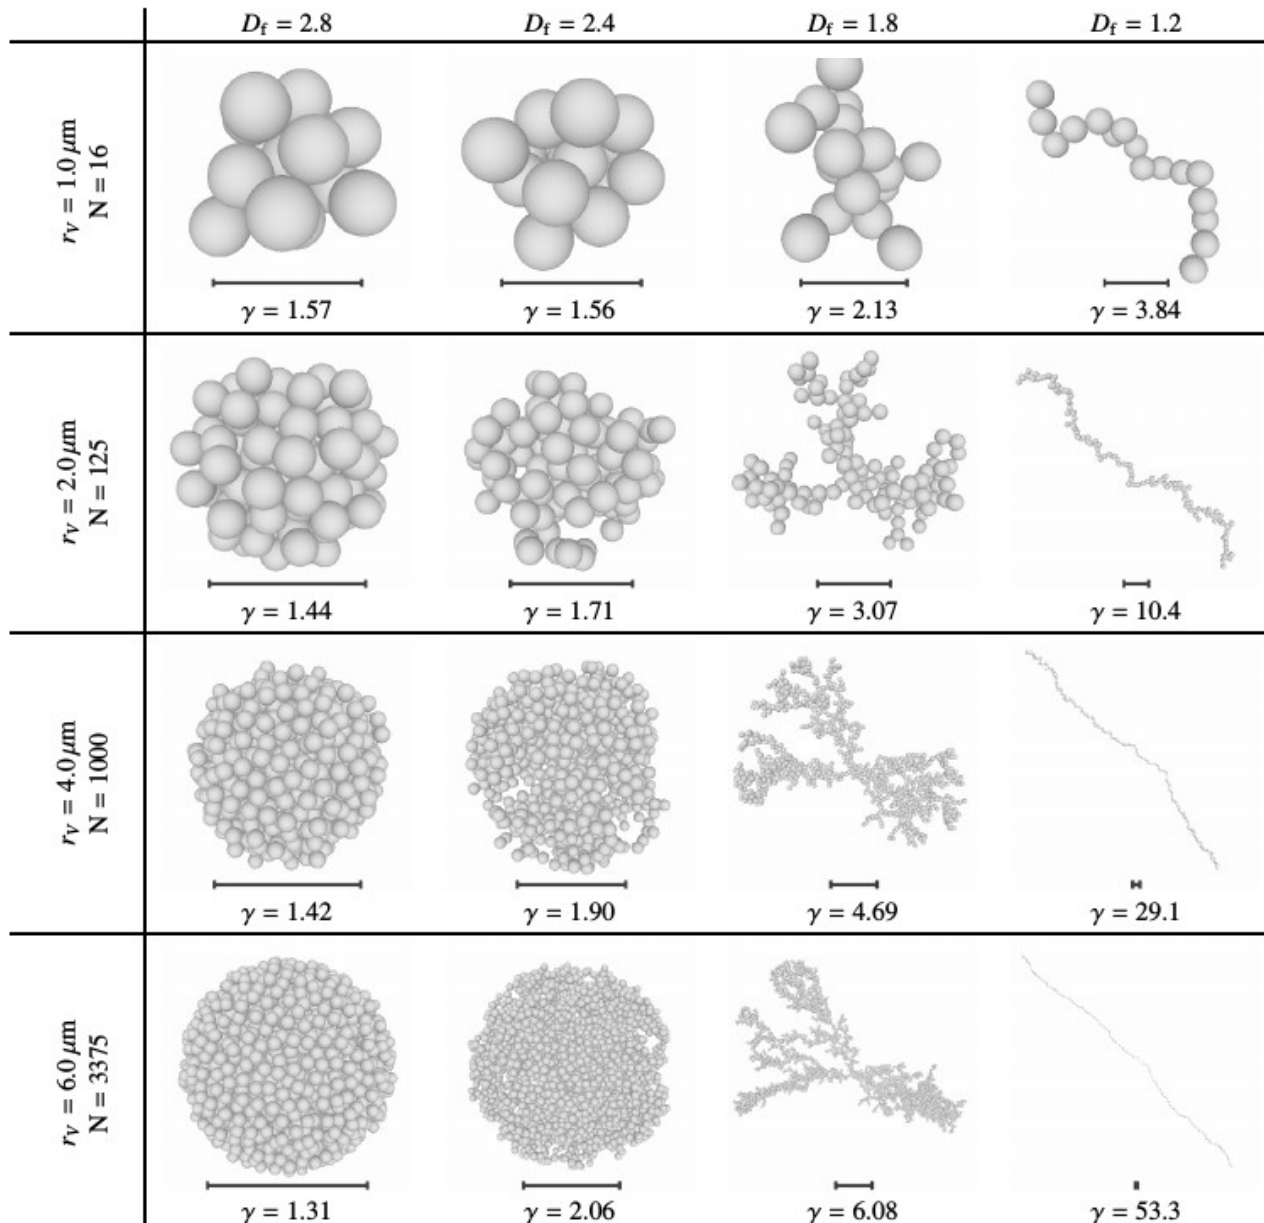 D_f = 2.8 D_f = 2.4 D_f = 1.8 D_f = 1.2
r_V = 1.0 μm
N = 16
γ = 1.57 γ = 1.56 γ = 2.13 γ = 3.84
r_V = 2.0 μm
N = 125
γ = 1.44 γ = 1.71 γ = 3.07 γ = 10.4
r_V = 4.0 μm
N = 1000
γ = 1.42 γ = 1.90 γ = 4.69 γ = 29.1
r_V = 6.0 μm
N = 3375
γ = 1.31 γ = 2.06 γ = 6.08 γ = 53.3